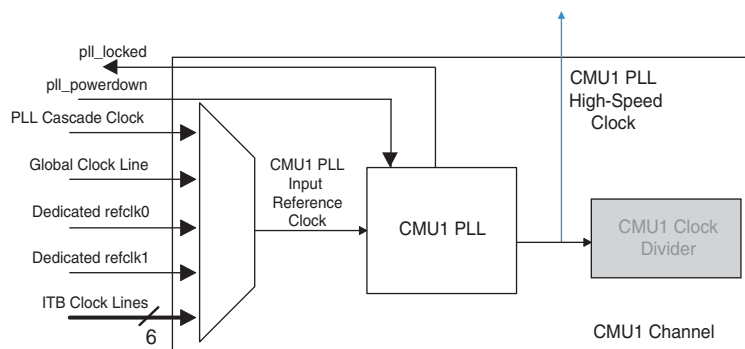 pll_locked
pll_powerdown
PLL Cascade Clock
Global Clock Line
Dedicated refclk0
Dedicated refclk1
ITB Clock Lines
6
CMU1 PLL
Input
Reference
Clock
CMU1 PLL
CMU1 PLL
High-Speed
Clock
CMU1 Clock
Divider
CMU1 Channel